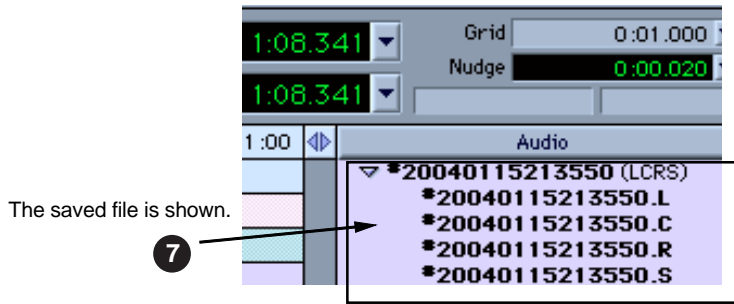 1:08.341 Grid 0:01.000
Nudge 0:00.020
1:08.341
1:00 Audio
*20040115213550 (LCRS)
*20040115213550.L
The saved file is shown. *20040115213550.C
7 *20040115213550.R
*20040115213550.S